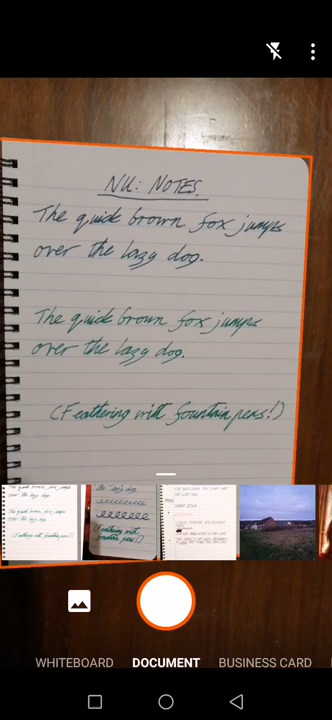 NU: NOTES
The quick brown fox jumps
over the lazy dog.
The quick brown fox jumps
over the lazy dog.
(Feathering with fountain pens!)
WHITEBOARD DOCUMENT BUSINESS CARD